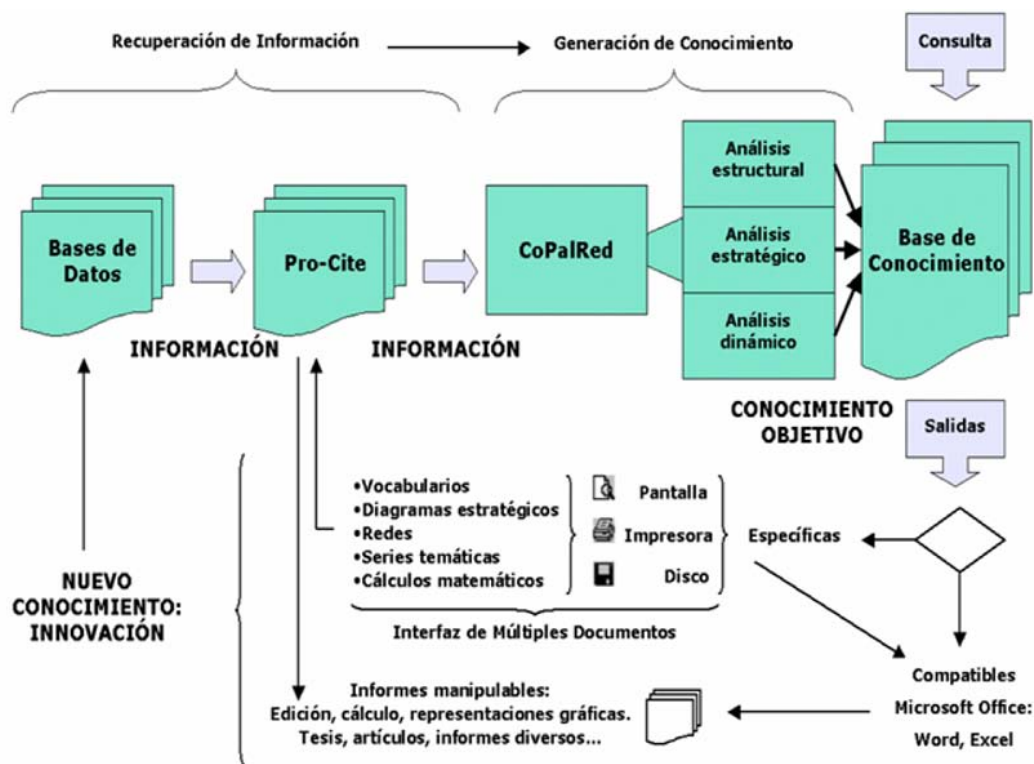 Recuperación de Información
Generación de Conocimiento
Consulta
Bases de
Datos
Pro-Cite
CoPalRed
Análisis
estructural
Análisis
estratégico
Análisis
dinámico
Base de
Conocimiento
INFORMACIÓN
INFORMACIÓN
CONOCIMIENTO
OBJETIVO
Salidas
•Vocabularios
•Diagramas estratégicos
•Redes
•Series temáticas
•Cálculos matemáticos
Pantalla
Impresora
Disco
Específicas
Interfaz de Múltiples Documentos
NUEVO
CONOCIMIENTO:
INNOVACIÓN
Informes manipulables:
Edición, cálculo, representaciones gráficas.
Tesis, artículos, informes diversos...
Compatibles
Microsoft Office:
Word, Excel